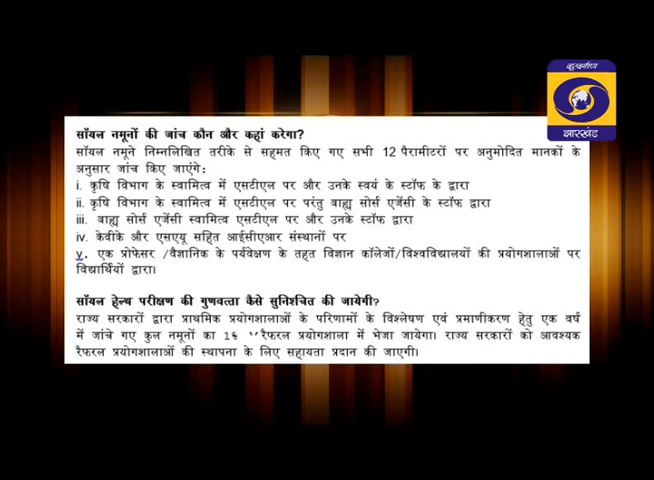 दूरदर्शन
झारखंड
सॉयल नमूनों की जांच कौन और कहां करेगा?
सॉयल नमूने निम्नलिखित तरीके से सहमत किए गए सभी 12 पैरामीटरों पर अनुमोदित मानकों के
अनुसार जांच किए जाएंगे:
i. कृषि विभाग के स्वामित्व में एसटीएल पर और उनके स्वयं के स्टॉफ के द्वारा
ii. कृषि विभाग के स्वामित्व में एसटीएल पर परंतु बाह्य सोर्स एजेंसी के स्टॉफ द्वारा
iii. बाह्य सोर्स एजेंसी स्वामित्व एसटीएल पर और उनके स्टॉफ द्वारा
iv. केवीके और एसएयू सहित आईसीएआर संस्थानों पर
v. एक प्रोफेसर /वैज्ञानिक के पर्यवेक्षण के तहत विज्ञान कॉलेजों/विश्वविद्यालयों की प्रयोगशालाओं पर
विद्यार्थियों द्वारा।
सॉयल हेल्थ परीक्षण की गुणवत्ता कैसे सुनिश्चित की जायेगी?
राज्य सरकारों द्वारा प्राथमिक प्रयोगशालाओं के परिणामों के विश्लेषण एवं प्रमाणीकरण हेतु एक वर्ष
में जांचे गए कुल नमूनों का 1% ''रैफरल प्रयोगशाला में भेजा जायेगा। राज्य सरकारों को आवश्यक
रैफरल प्रयोगशालाओं की स्थापना के लिए सहायता प्रदान की जाएगी।